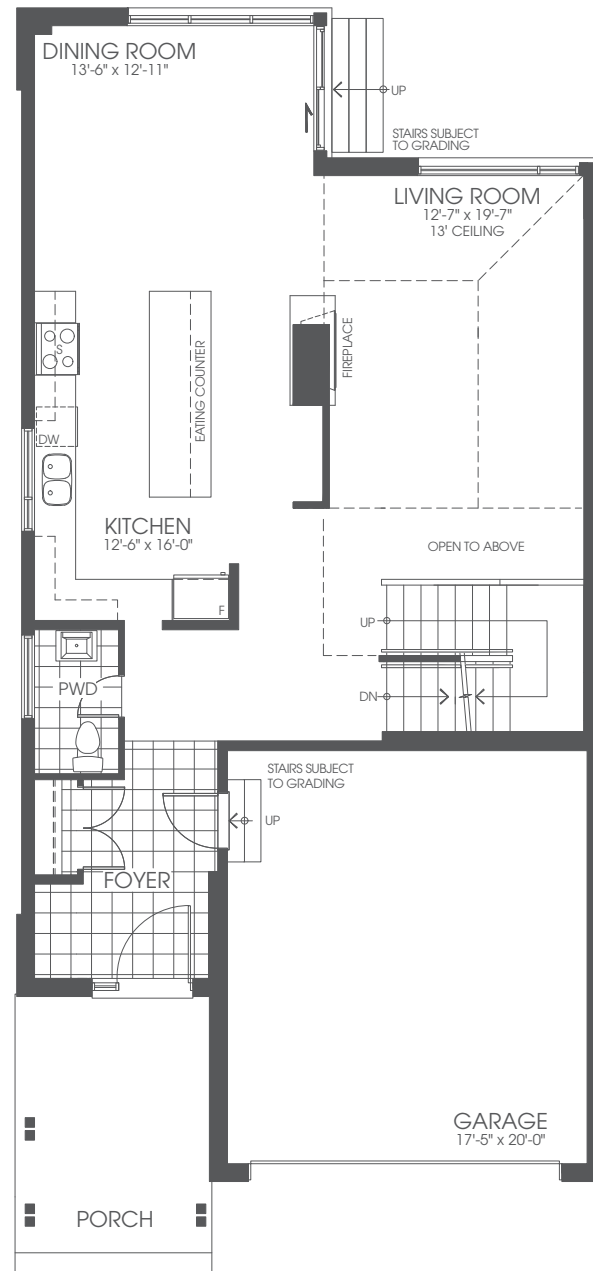 DINING ROOM
13'-6" x 12'-11"
UP
STAIRS SUBJECT
TO GRADING
LIVING ROOM
12'-7" x 19'-7"
13' CEILING
S
EATING COUNTER
FIREPLACE
DW
KITCHEN
12'-6" x 16'-0"
OPEN TO ABOVE
F
UP
PWD
DN
STAIRS SUBJECT
TO GRADING
UP
FOYER
GARAGE
17'-5" x 20'-0"
PORCH